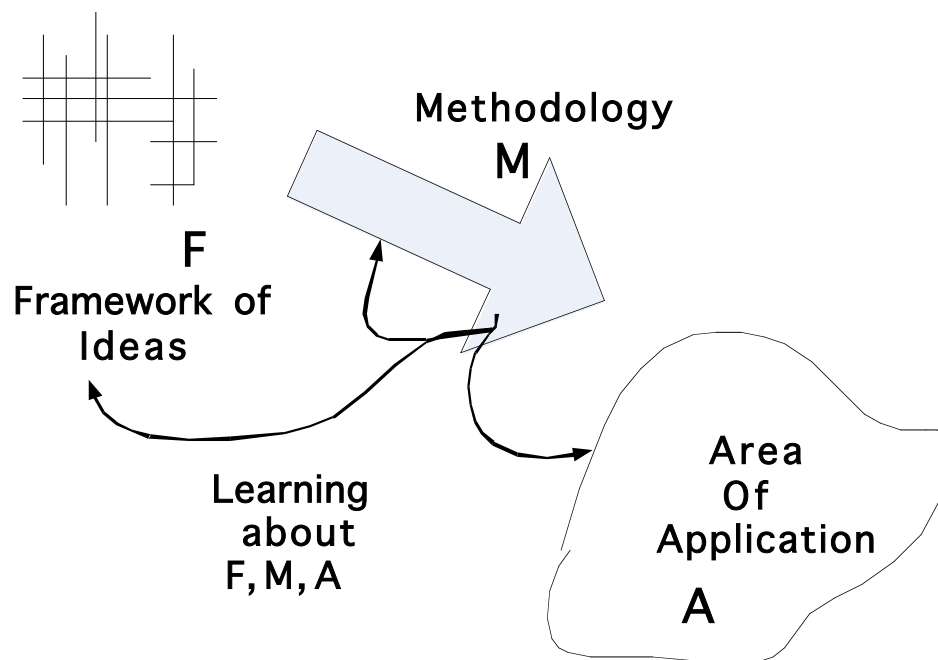 Methodology
M
F
Framework of
Ideas
Learning
about
F, M, A
Area
Of
Application
A